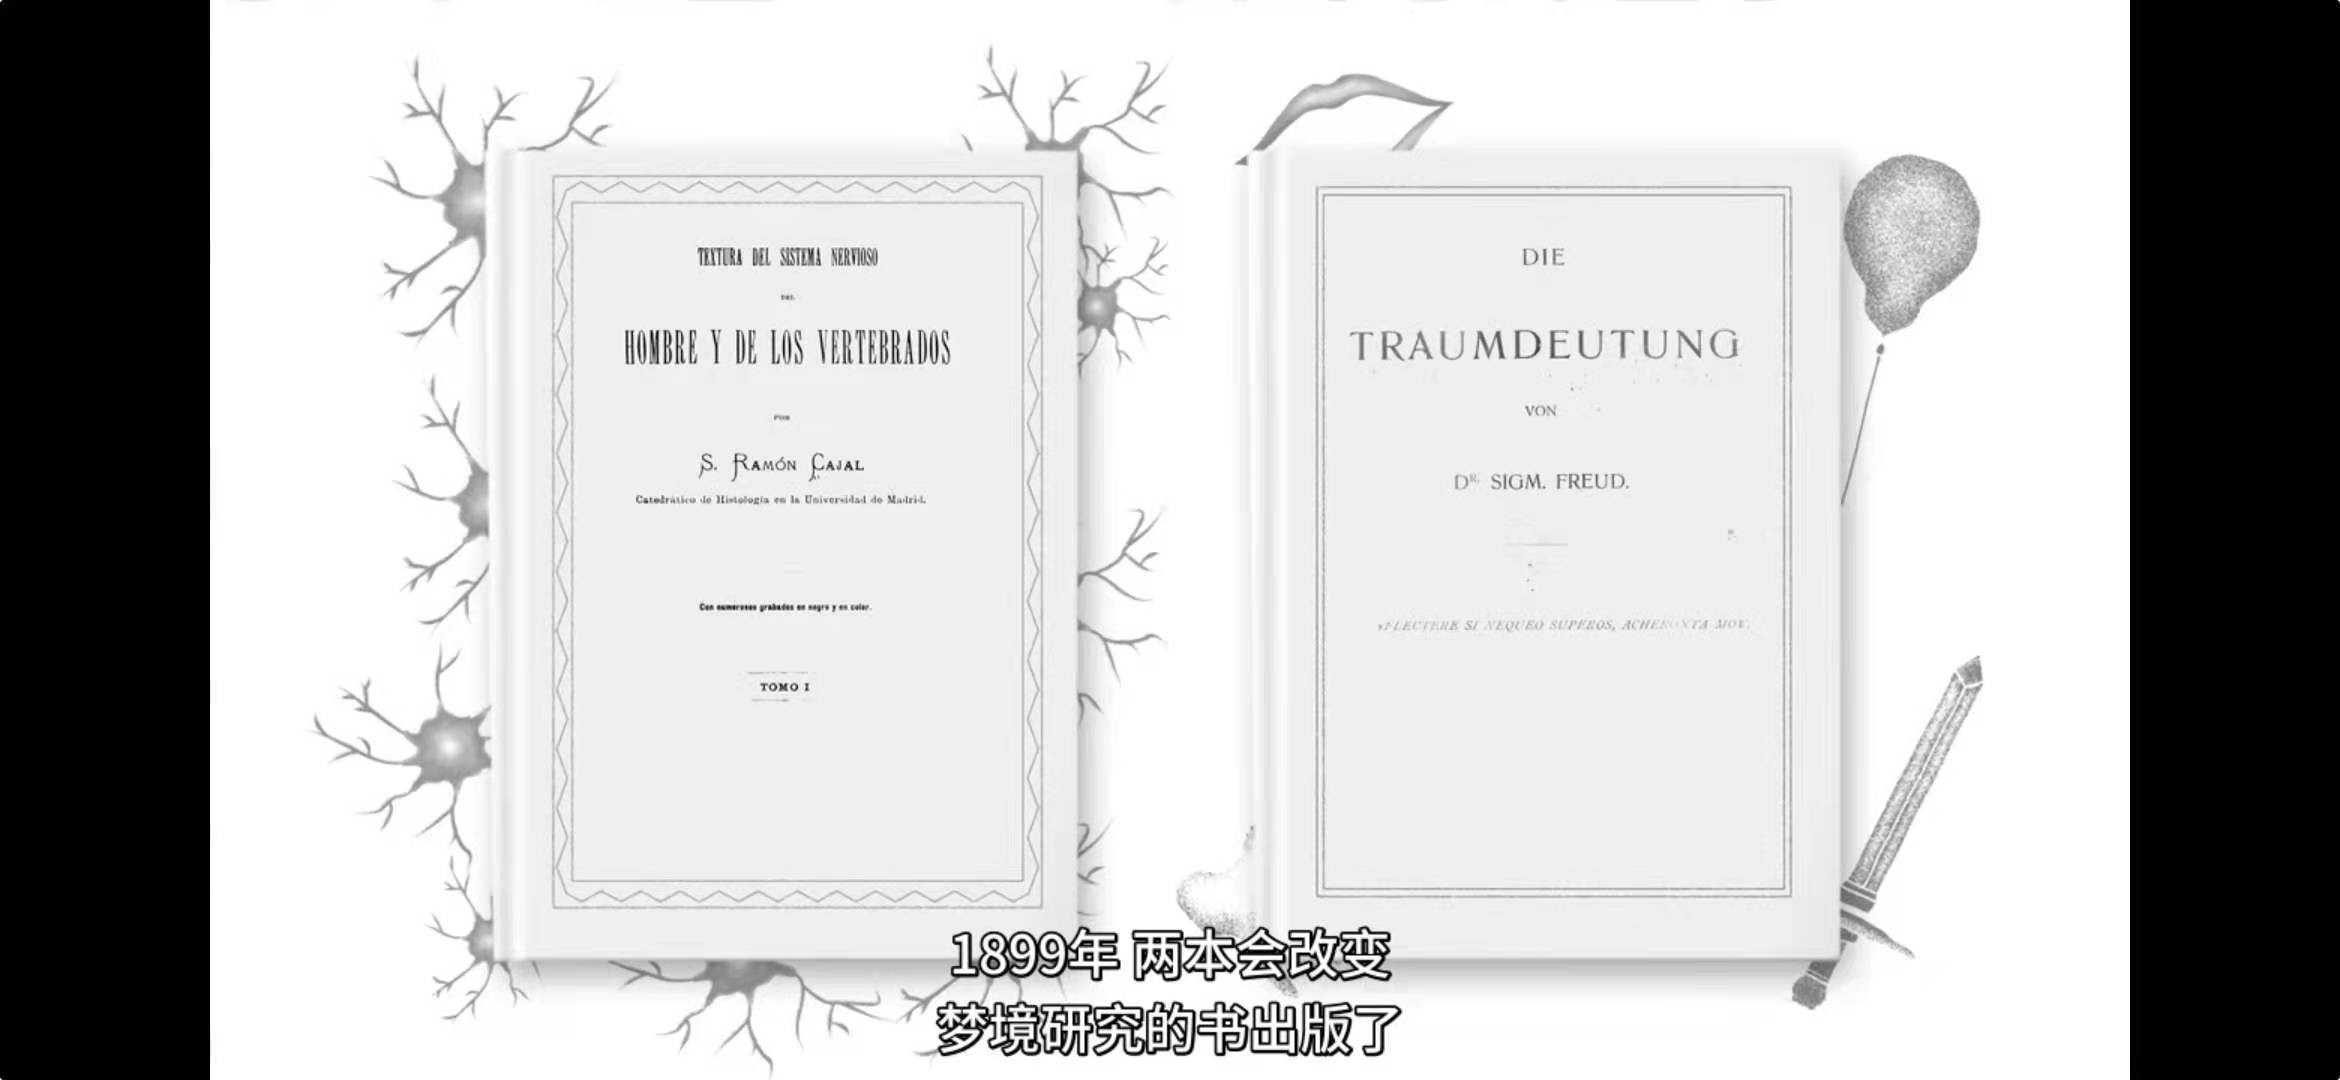 TEXTURA DEL SISTEMA NERVIOSO
DEL
HOMBRE Y DE LOS VERTEBRADOS
POR
S. RAMÓN CAJAL
Catedrático de Histología en la Universidad de Madrid.
Con numerosos grabados en negro y en color.
TOMO I
DIE
TRAUMDEUTUNG
VON
DR. SIGM. FREUD.
»FLECTERE SI NEQUEO SUPEROS, ACHERONTA MOV.
1899年 两本会改变
梦境研究的书出版了